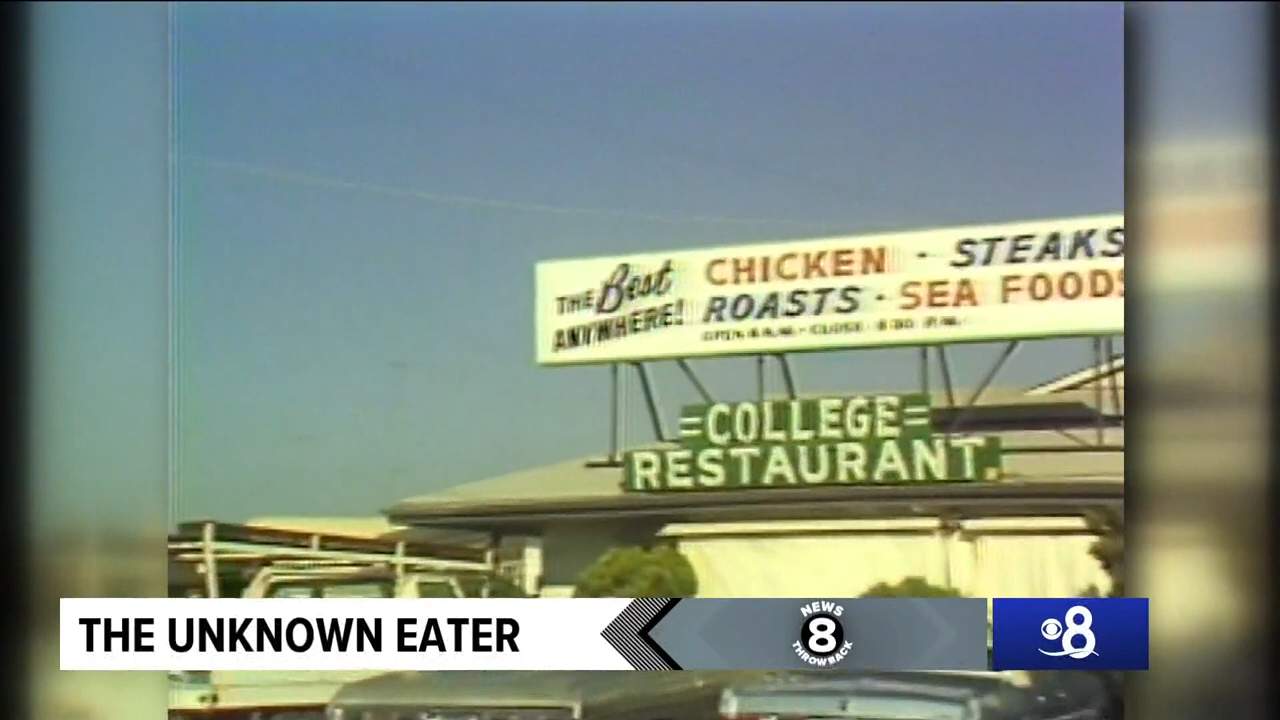 THE Best
ANYWHERE!
CHICKEN · STEAKS
ROASTS · SEA FOODS
=COLLEGE=
RESTAURANT
THE UNKNOWN EATER
NEWS
8
THROWBACK
8